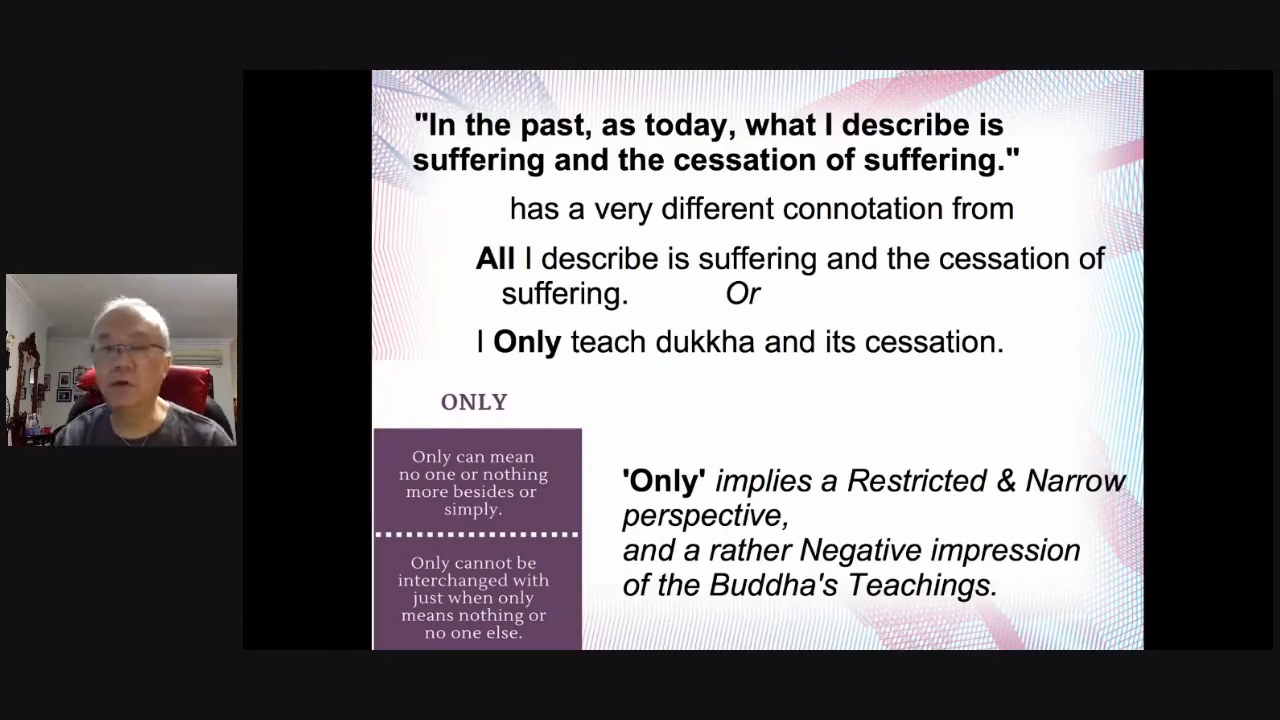 "In the past, as today, what I describe is
suffering and the cessation of suffering."
has a very different connotation from
All I describe is suffering and the cessation of
suffering. Or
I Only teach dukkha and its cessation.
ONLY
Only can mean
no one or nothing
more besides or
simply.
Only cannot be
interchanged with
just when only
means nothing or
no one else.
'Only' implies a Restricted & Narrow
perspective,
and a rather Negative impression
of the Buddha's Teachings.